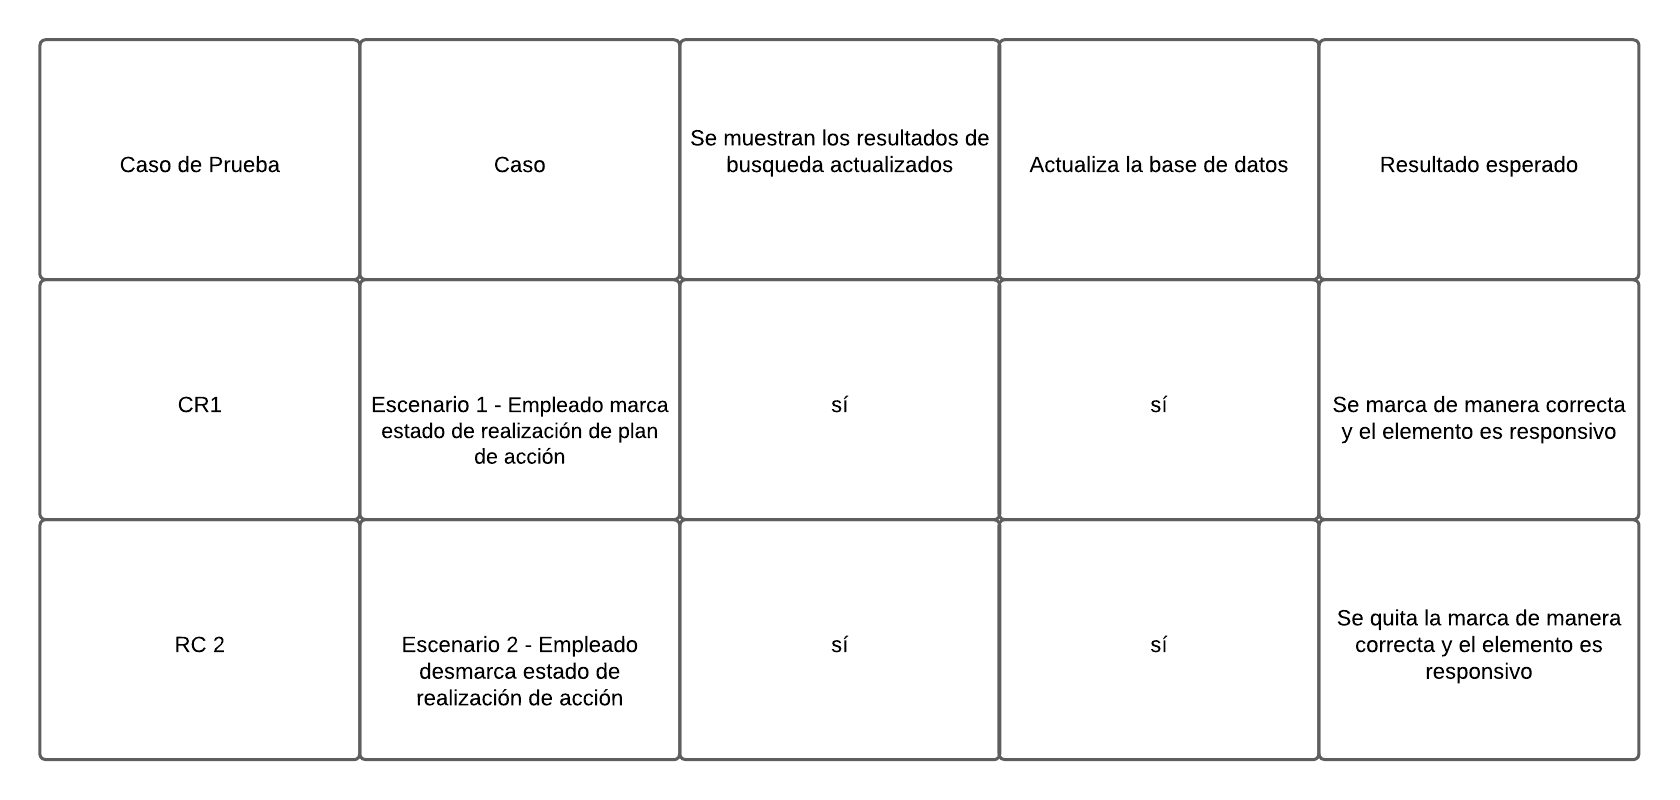 Caso de Prueba
Caso
Se muestran los resultados de
busqueda actualizados
Actualiza la base de datos
Resultado esperado
CR1
Escenario 1 - Empleado marca
estado de realización de plan
de acción
sí
sí
Se marca de manera correcta
y el elemento es responsivo
RC 2
Escenario 2 - Empleado
desmarca estado de
realización de acción
sí
sí
Se quita la marca de manera
correcta y el elemento es
responsivo